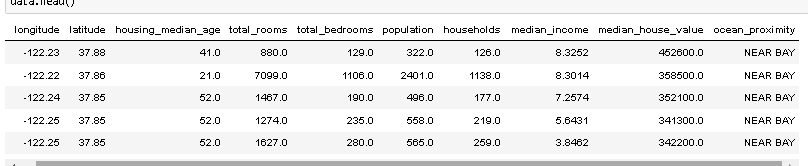 data.head()
longitude latitude housing_median_age total_rooms total_bedrooms population households median_income median_house_value ocean_proximity
-122.23 37.88 41.0 880.0 129.0 322.0 126.0 8.3252 452600.0 NEAR BAY
-122.22 37.86 21.0 7099.0 1106.0 2401.0 1138.0 8.3014 358500.0 NEAR BAY
-122.24 37.85 52.0 1467.0 190.0 496.0 177.0 7.2574 352100.0 NEAR BAY
-122.25 37.85 52.0 1274.0 235.0 558.0 219.0 5.6431 341300.0 NEAR BAY
-122.25 37.85 52.0 1627.0 280.0 565.0 259.0 3.8462 342200.0 NEAR BAY